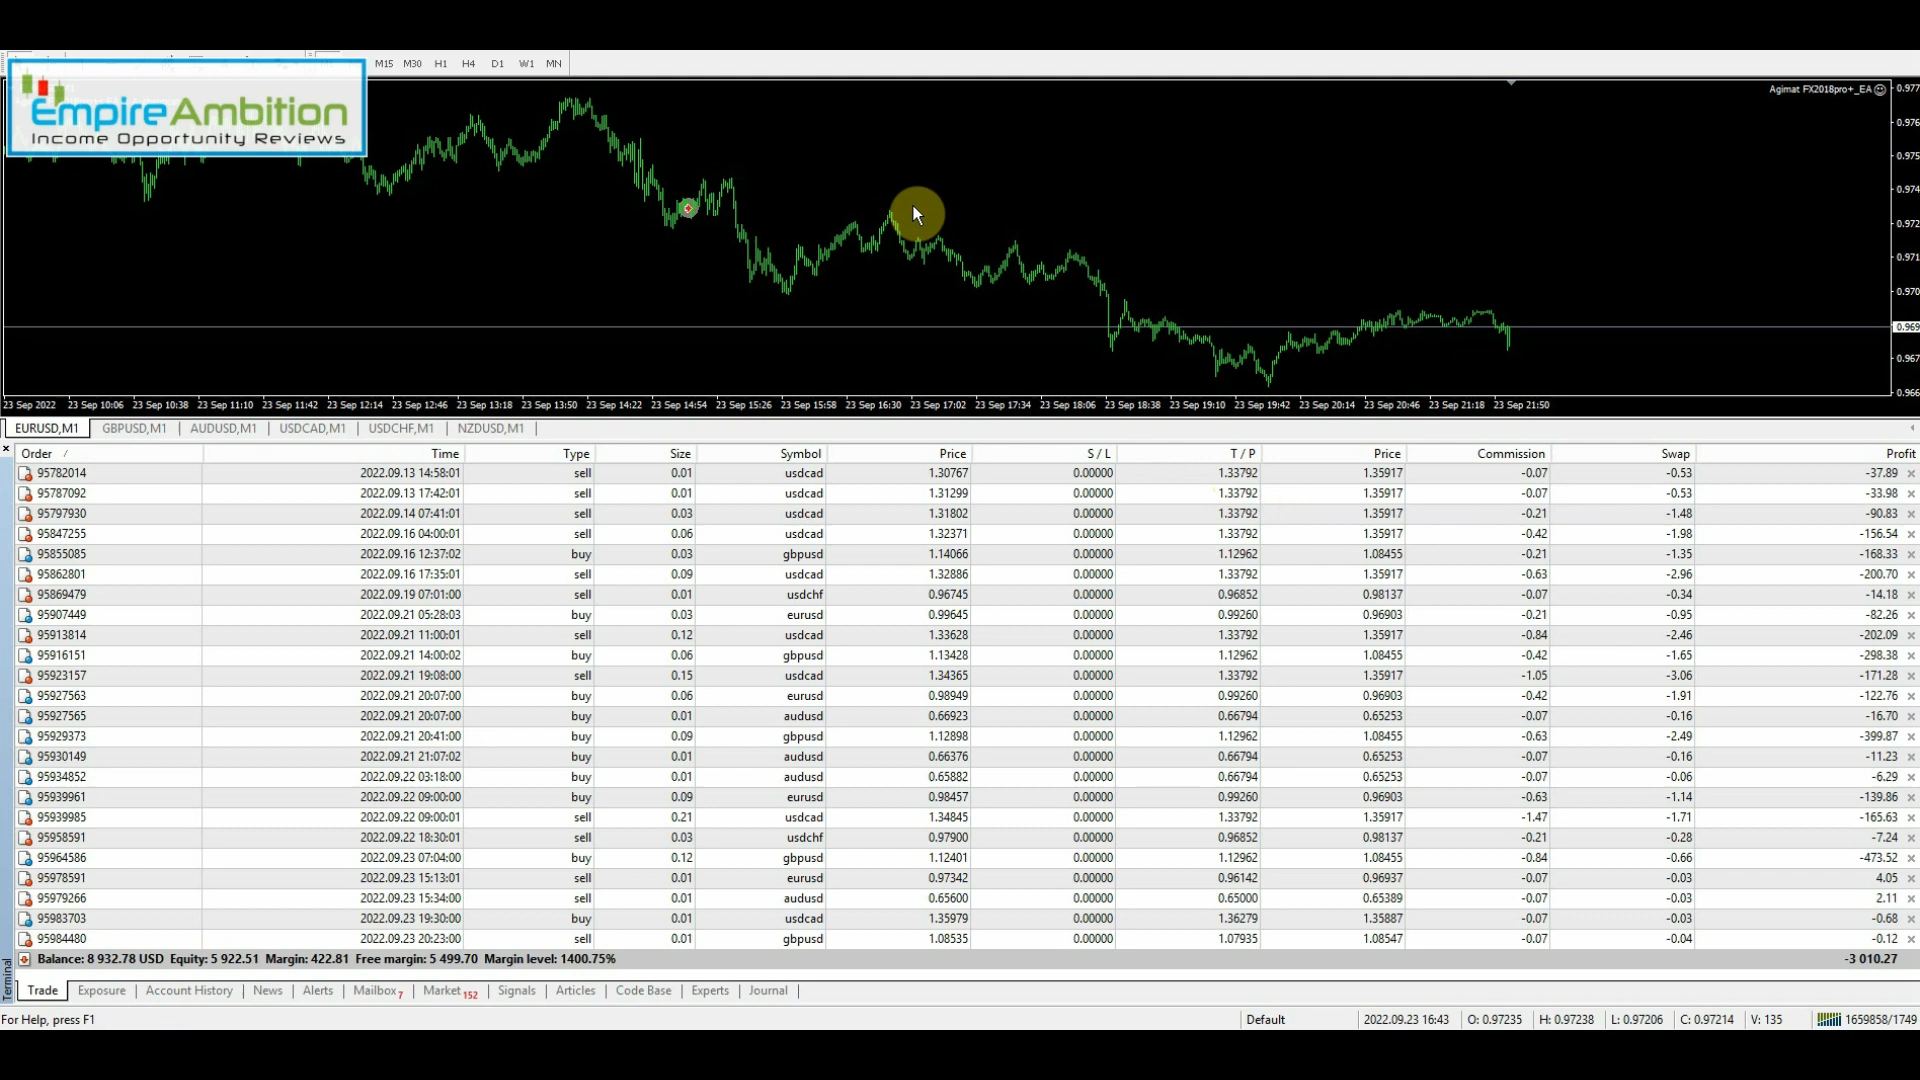 M15 M30 H1 H4 D1 W1 MN
EmpireAmbition
Income Opportunity Reviews
Agimat FX2018pro+_EA
0.977
0.976
0.975
0.974
0.972
0.971
0.970
0.969
0.967
0.966
23 Sep 2022 23 Sep 10:06 23 Sep 10:38 23 Sep 11:10 23 Sep 11:42 23 Sep 12:14 23 Sep 12:46 23 Sep 13:18 23 Sep 13:50 23 Sep 14:22 23 Sep 14:54 23 Sep 15:26 23 Sep 15:58 23 Sep 16:30 23 Sep 17:02 23 Sep 17:34 23 Sep 18:06 23 Sep 18:38 23 Sep 19:10 23 Sep 19:42 23 Sep 20:14 23 Sep 20:46 23 Sep 21:18 23 Sep 21:50
EURUSD,M1 GBPUSD,M1 AUDUSD,M1 USDCAD,M1 USDCHF,M1 NZDUSD,M1
Order / Time Type Size Symbol Price S / L T / P Price Commission Swap Profit
95782014 2022.09.13 14:58:01 sell 0.01 usdcad 1.30767 0.00000 1.33792 1.35917 -0.07 -0.53 -37.89
95787092 2022.09.13 17:42:01 sell 0.01 usdcad 1.31299 0.00000 1.33792 1.35917 -0.07 -0.53 -33.98
95797930 2022.09.14 07:41:01 sell 0.03 usdcad 1.31802 0.00000 1.33792 1.35917 -0.21 -1.48 -90.83
95847255 2022.09.16 04:00:01 sell 0.06 usdcad 1.32371 0.00000 1.33792 1.35917 -0.42 -1.98 -156.54
95855085 2022.09.16 12:37:02 buy 0.03 gbpusd 1.14066 0.00000 1.12962 1.08455 -0.21 -1.35 -168.33
95862801 2022.09.16 17:35:01 sell 0.09 usdcad 1.32886 0.00000 1.33792 1.35917 -0.63 -2.96 -200.70
95869479 2022.09.19 07:01:00 sell 0.01 usdchf 0.96745 0.00000 0.96852 0.98137 -0.07 -0.34 -14.18
95907449 2022.09.21 05:28:03 buy 0.03 eurusd 0.99645 0.00000 0.99260 0.96903 -0.21 -0.95 -82.26
95913814 2022.09.21 11:00:01 sell 0.12 usdcad 1.33628 0.00000 1.33792 1.35917 -0.84 -2.46 -202.09
95916151 2022.09.21 14:00:02 buy 0.06 gbpusd 1.13428 0.00000 1.12962 1.08455 -0.42 -1.65 -298.38
95923157 2022.09.21 19:08:00 sell 0.15 usdcad 1.34365 0.00000 1.33792 1.35917 -1.05 -3.06 -171.28
95927563 2022.09.21 20:07:00 buy 0.06 eurusd 0.98949 0.00000 0.99260 0.96903 -0.42 -1.91 -122.76
95927565 2022.09.21 20:07:00 buy 0.01 audusd 0.66923 0.00000 0.66794 0.65253 -0.07 -0.16 -16.70
95929373 2022.09.21 20:41:00 buy 0.09 gbpusd 1.12898 0.00000 1.12962 1.08455 -0.63 -2.49 -399.87
95930149 2022.09.21 21:07:02 buy 0.01 audusd 0.66376 0.00000 0.66794 0.65253 -0.07 -0.16 -11.23
95934852 2022.09.22 03:18:00 buy 0.01 audusd 0.65882 0.00000 0.66794 0.65253 -0.07 -0.06 -6.29
95939961 2022.09.22 09:00:00 buy 0.09 eurusd 0.98457 0.00000 0.99260 0.96903 -0.63 -1.14 -139.86
95939985 2022.09.22 09:00:01 sell 0.21 usdcad 1.34845 0.00000 1.33792 1.35917 -1.47 -1.71 -165.63
95958591 2022.09.22 18:30:01 sell 0.03 usdchf 0.97900 0.00000 0.96852 0.98137 -0.21 -0.28 -7.24
95964586 2022.09.23 07:04:00 buy 0.12 gbpusd 1.12401 0.00000 1.12962 1.08455 -0.84 -0.66 -473.52
95978591 2022.09.23 15:13:01 sell 0.01 eurusd 0.97342 0.00000 0.96142 0.96937 -0.07 -0.03 4.05
95979266 2022.09.23 15:34:00 sell 0.01 audusd 0.65600 0.00000 0.65000 0.65389 -0.07 -0.03 2.11
95983703 2022.09.23 19:30:00 buy 0.01 usdcad 1.35979 0.00000 1.36279 1.35887 -0.07 -0.03 -0.68
95984480 2022.09.23 20:23:00 sell 0.01 gbpusd 1.08535 0.00000 1.07935 1.08547 -0.07 -0.04 -0.12
Balance: 8 932.78 USD Equity: 5 922.51 Margin: 422.81 Free margin: 5 499.70 Margin level: 1400.75% -3 010.27
Terminal
Trade Exposure Account History News Alerts Mailbox 7 Market 152 Signals Articles Code Base Experts Journal
For Help, press F1 Default 2022.09.23 16:43 O: 0.97235 H: 0.97238 L: 0.97206 C: 0.97214 V: 135 1659858/1749